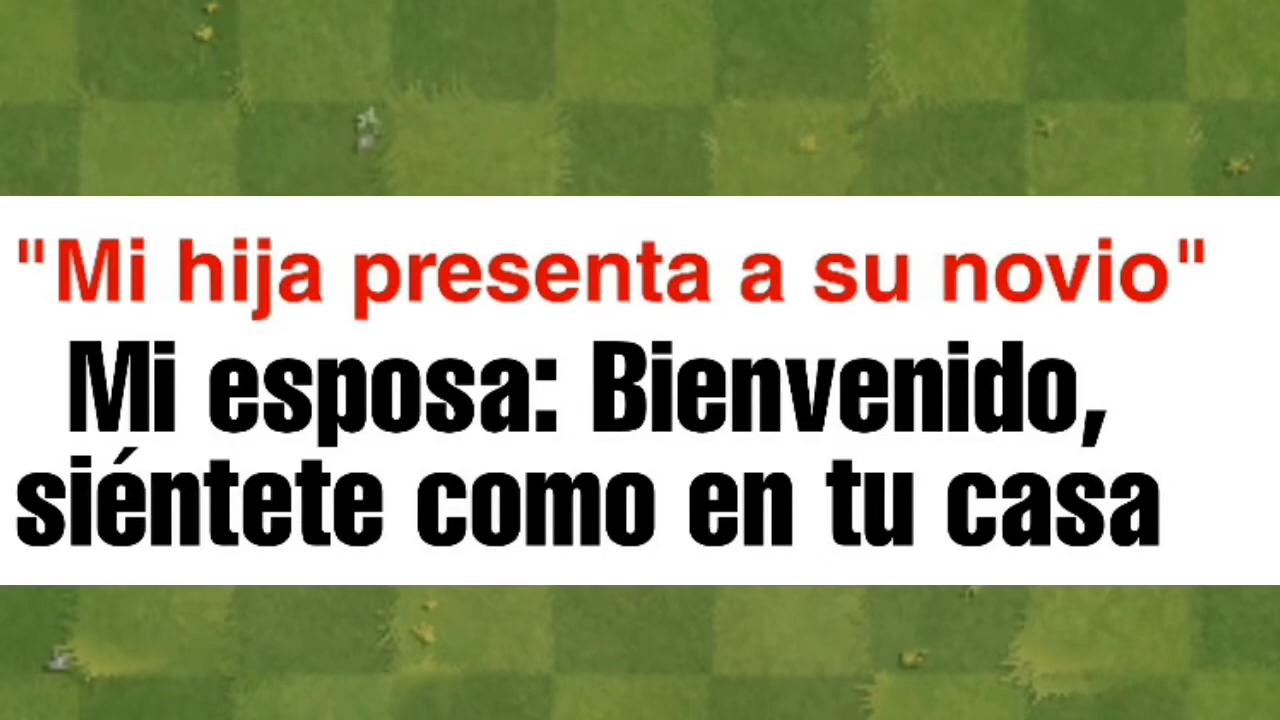 "Mi hija presenta a su novio"
Mi esposa: Bienvenido,
siéntete como en tu casa